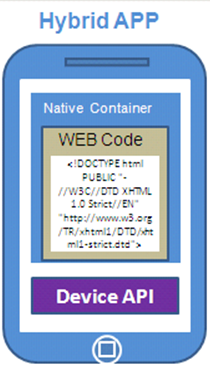 Hybrid APP
Native Container
WEB Code
<!DOCTYPE html
PUBLIC "-
//W3C//DTD XHTML
1.0 Strict//EN"
"http://www.w3.org
/TR/xhtml1/DTD/xht
ml1-strict.dtd">
Device API